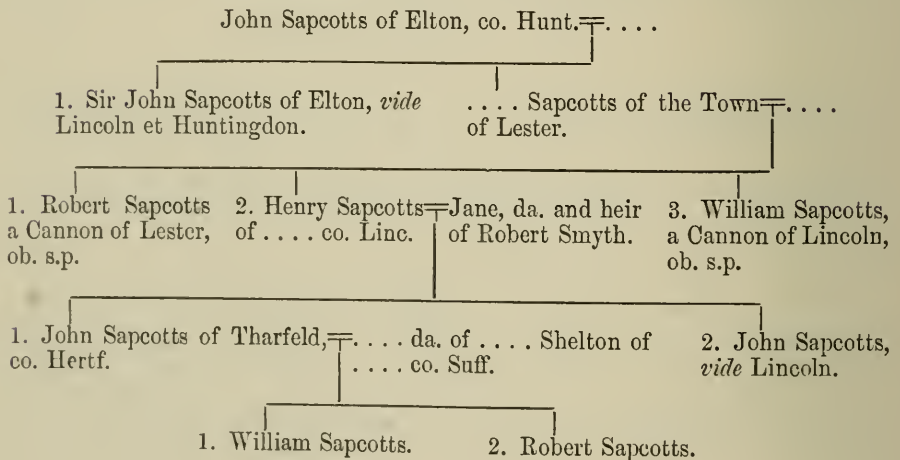 John Sapcotts of Elton, co. Hunt.╤. . . .
1. Sir John Sapcotts of Elton, vide
Lincoln et Huntingdon.
. . . . Sapcotts of the Town╤. . . .
of Lester.
1. Robert Sapcotts
a Cannon of Lester,
ob. s.p.
2. Henry Sapcotts╤Jane, da. and heir
of . . . . co. Linc. of Robert Smyth.
3. William Sapcotts,
a Cannon of Lincoln,
ob. s.p.
1. John Sapcotts of Tharfeld,╤. . . . da. of . . . . Shelton of
co. Hertf. . . . . co. Suff.
2. John Sapcotts,
vide Lincoln.
1. William Sapcotts. 2. Robert Sapcotts.